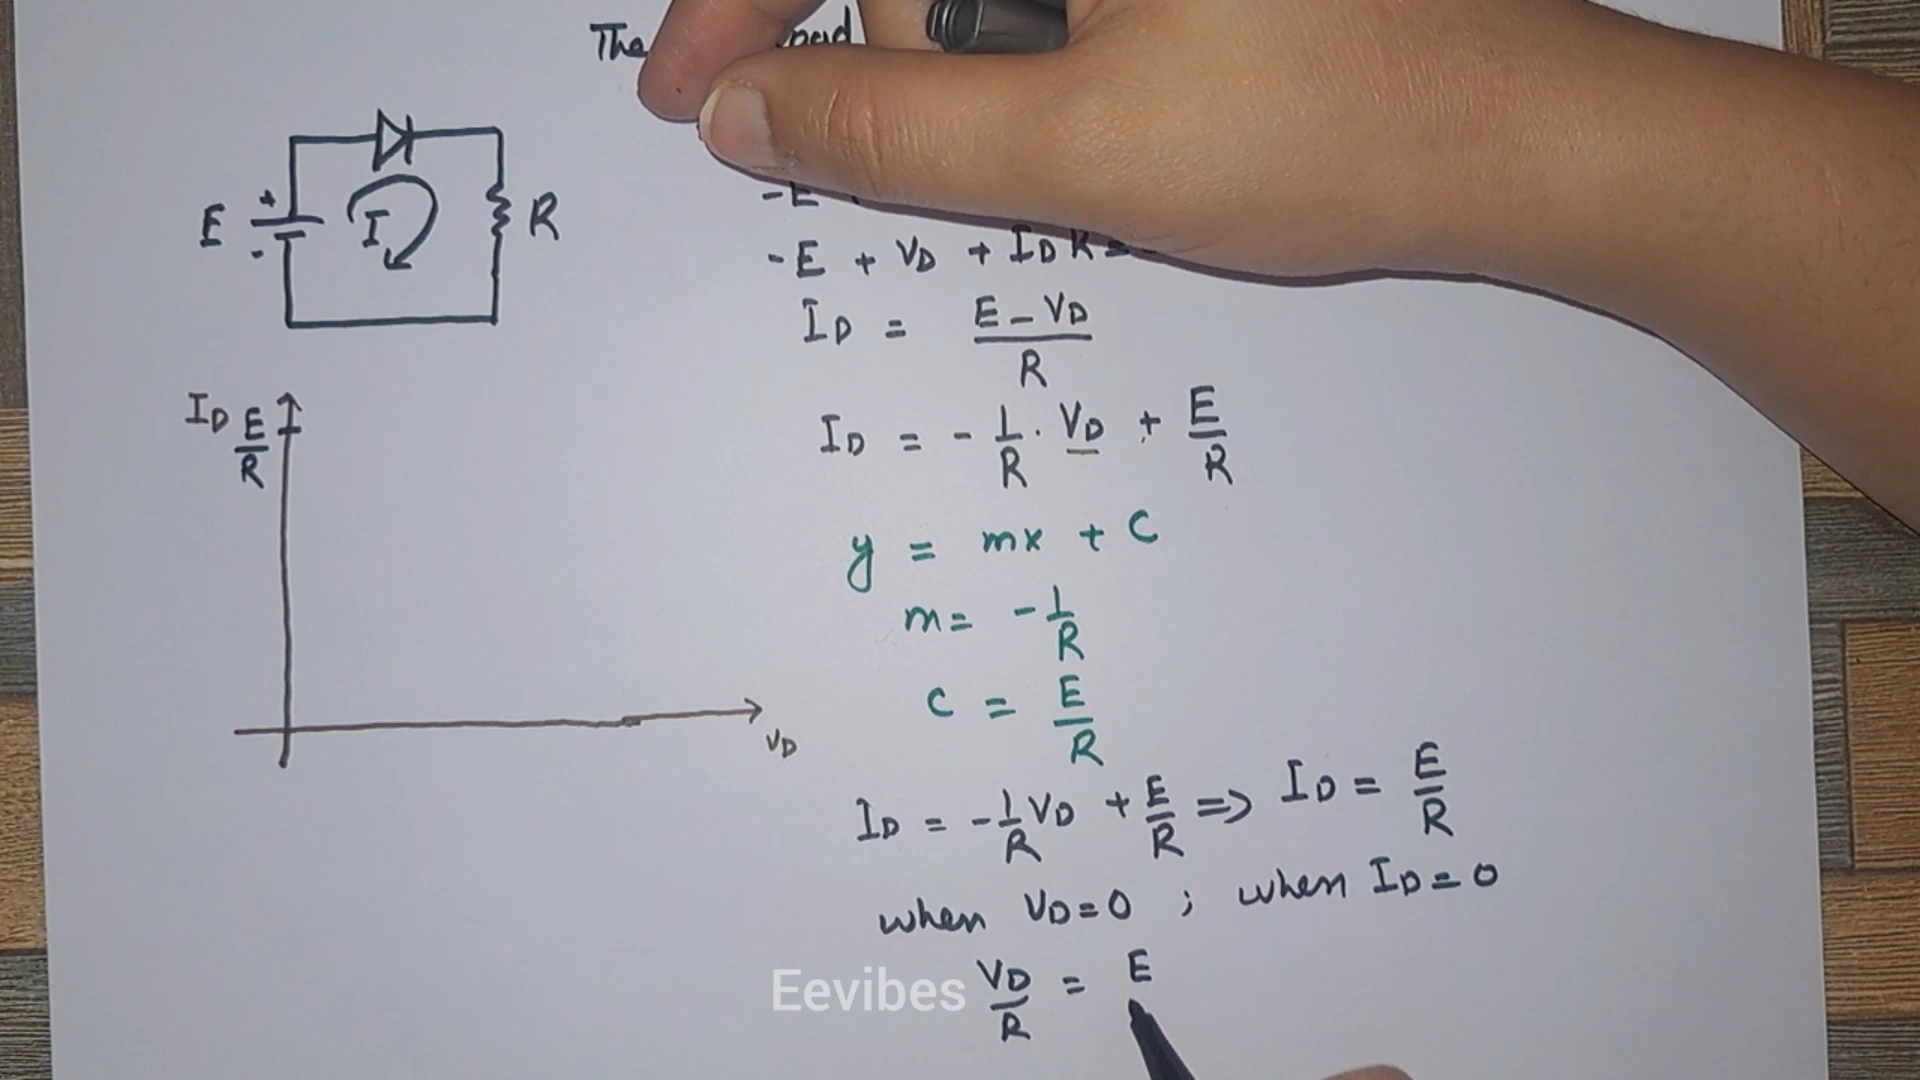 The
E + - I R
-E
-E + VD + IDR =
ID = E - VD / R
ID E/R
ID = - 1/R . VD + E/R
y = mx + C
m = - 1/R
C = E/R
VD
ID = - 1/R VD + E/R => ID = E/R
when VD = 0 ; when ID = 0
VD/R = E
Eevibes